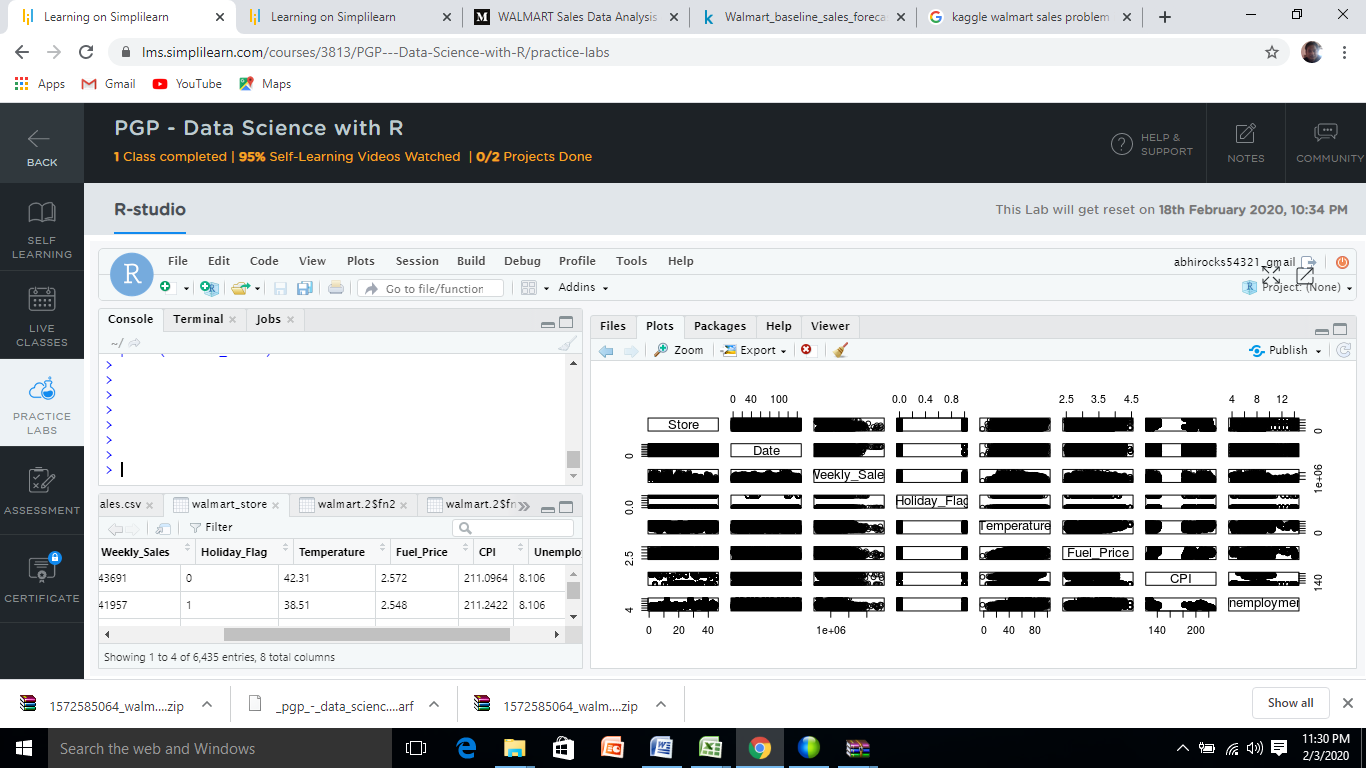 Learning on Simplilearn
Learning on Simplilearn
WALMART Sales Data Analysis
Walmart_baseline_sales_foreca
kaggle walmart sales problem
lms.simplilearn.com/courses/3813/PGP---Data-Science-with-R/practice-labs
Apps Gmail YouTube Maps
BACK
PGP - Data Science with R
1 Class completed | 95% Self-Learning Videos Watched | 0/2 Projects Done
HELP & SUPPORT
NOTES
COMMUNITY
SELF LEARNING
LIVE CLASSES
PRACTICE LABS
ASSESSMENT
CERTIFICATE
R-studio
This Lab will get reset on 18th February 2020, 10:34 PM
R
File Edit Code View Plots Session Build Debug Profile Tools Help
abhirocks54321_gmail
Go to file/function
Addins
Project: (None)
Console Terminal Jobs
~/
>
>
>
>
>
>
>
>
ales.csv walmart_store walmart.2$fn2 walmart.2$fr
Filter
Weekly_Sales Holiday_Flag Temperature Fuel_Price CPI Unemplo
43691 0 42.31 2.572 211.0964 8.106
41957 1 38.51 2.548 211.2422 8.106
Showing 1 to 4 of 6,435 entries, 8 total columns
Files Plots Packages Help Viewer
Zoom Export Publish
0 40 100 0.0 0.4 0.8 2.5 3.5 4.5 4 8 12
Store 0
0 Date
Weekly_Sale 1e+06
0.0 Holiday_Flag
Temperature 0
2.5 Fuel_Price
CPI 140
4 nemploymer
0 20 40 1e+06 0 40 80 140 200
1572585064_walm....zip
_pgp_-_data_scienc....arf
1572585064_walm....zip
Show all
Search the web and Windows
11:30 PM
2/3/2020